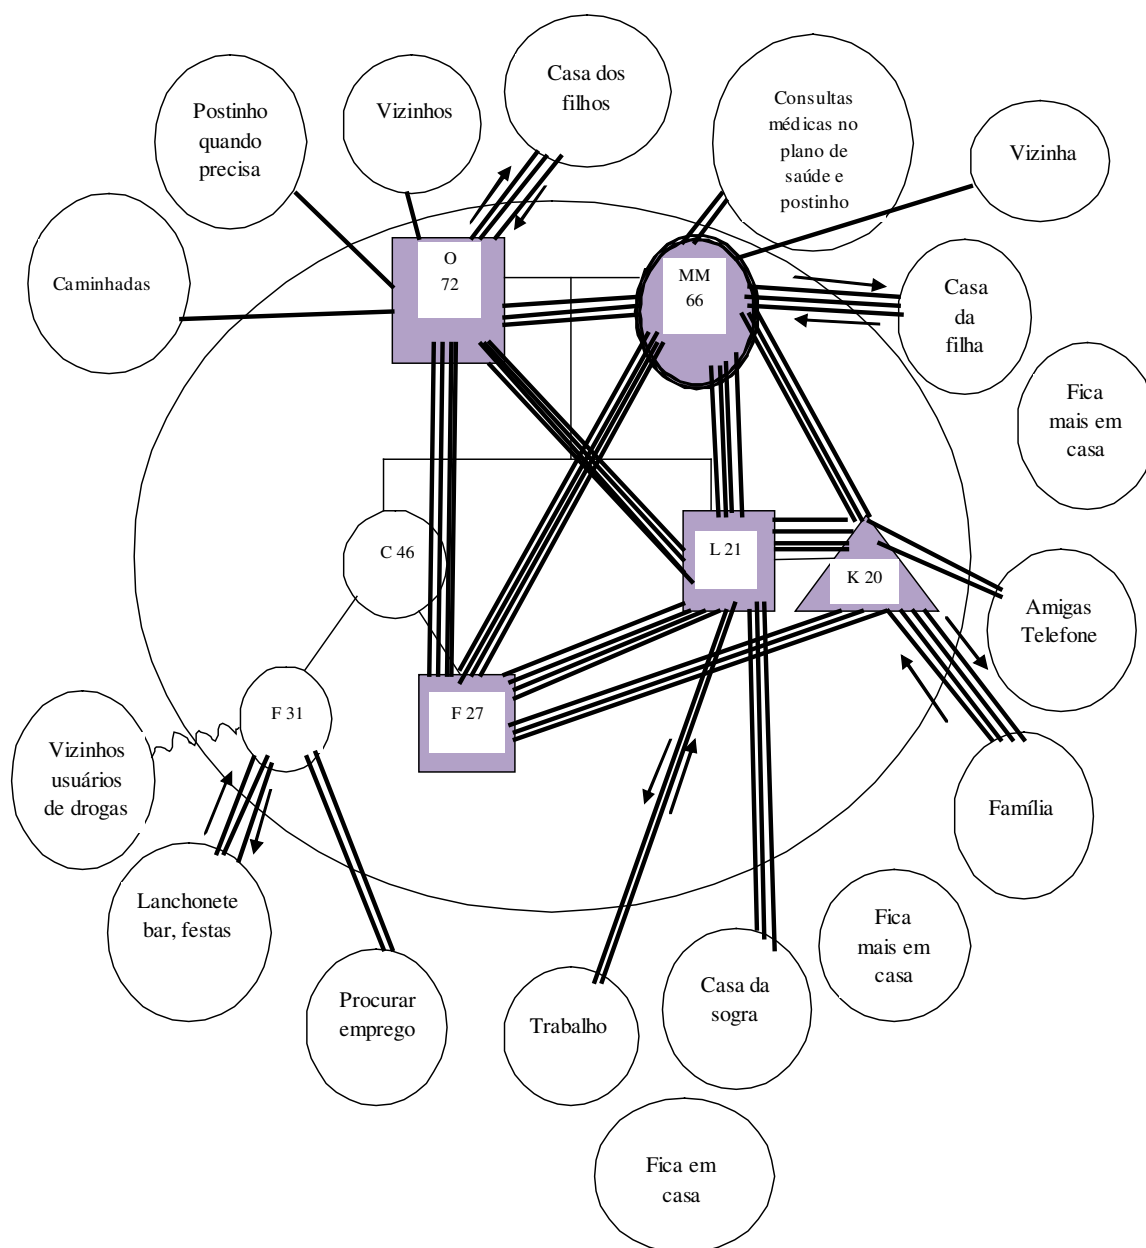 Casa dos
filhos
Postinho
quando
precisa
Vizinhos
Consultas
médicas no
plano de
saúde e
postinho
Vizinha
Caminhadas
O
72
MM
66
Casa
da
filha
Fica
mais em
casa
C 46
L 21
K 20
Amigas
Telefone
F 31
F 27
Vizinhos
usuários
de drogas
Família
Lanchonete
bar, festas
Fica
mais em
casa
Procurar
emprego
Trabalho
Casa da
sogra
Fica em
casa